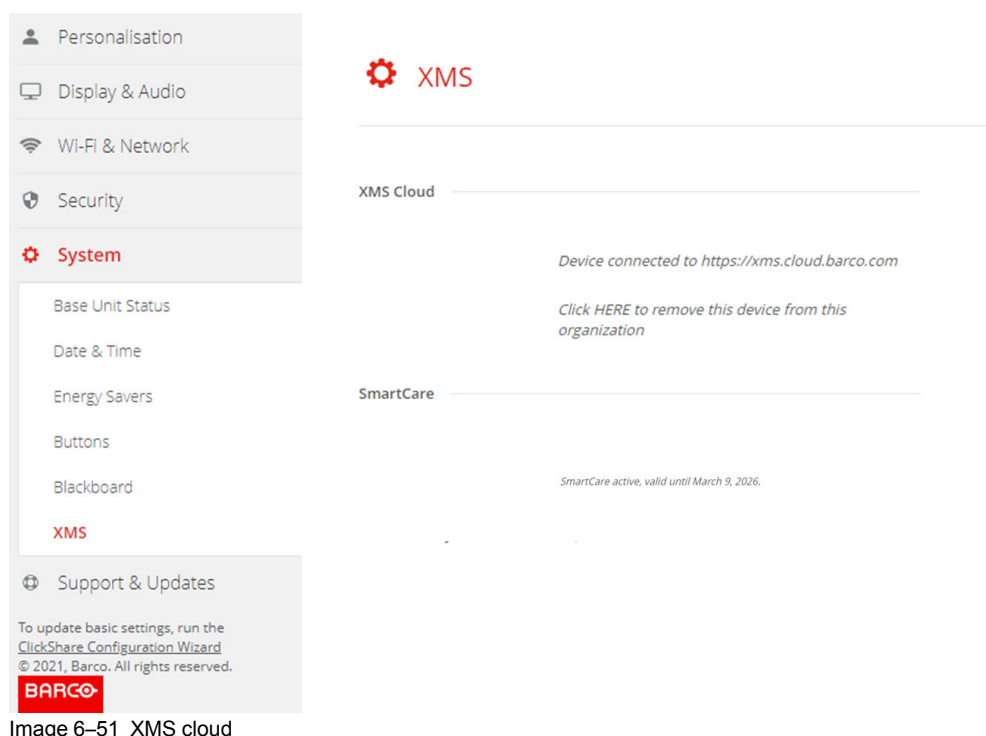 Personalisation
Display & Audio
Wi-Fi & Network
Security
System
Base Unit Status
Date & Time
Energy Savers
Buttons
Blackboard
XMS
Support & Updates
To update basic settings, run the
ClickShare Configuration Wizard
© 2021, Barco. All rights reserved.
BARCO
XMS
XMS Cloud
Device connected to https://xms.cloud.barco.com
Click HERE to remove this device from this
organization
SmartCare
SmartCare active, valid until March 9, 2026.
Image 6–51 XMS cloud